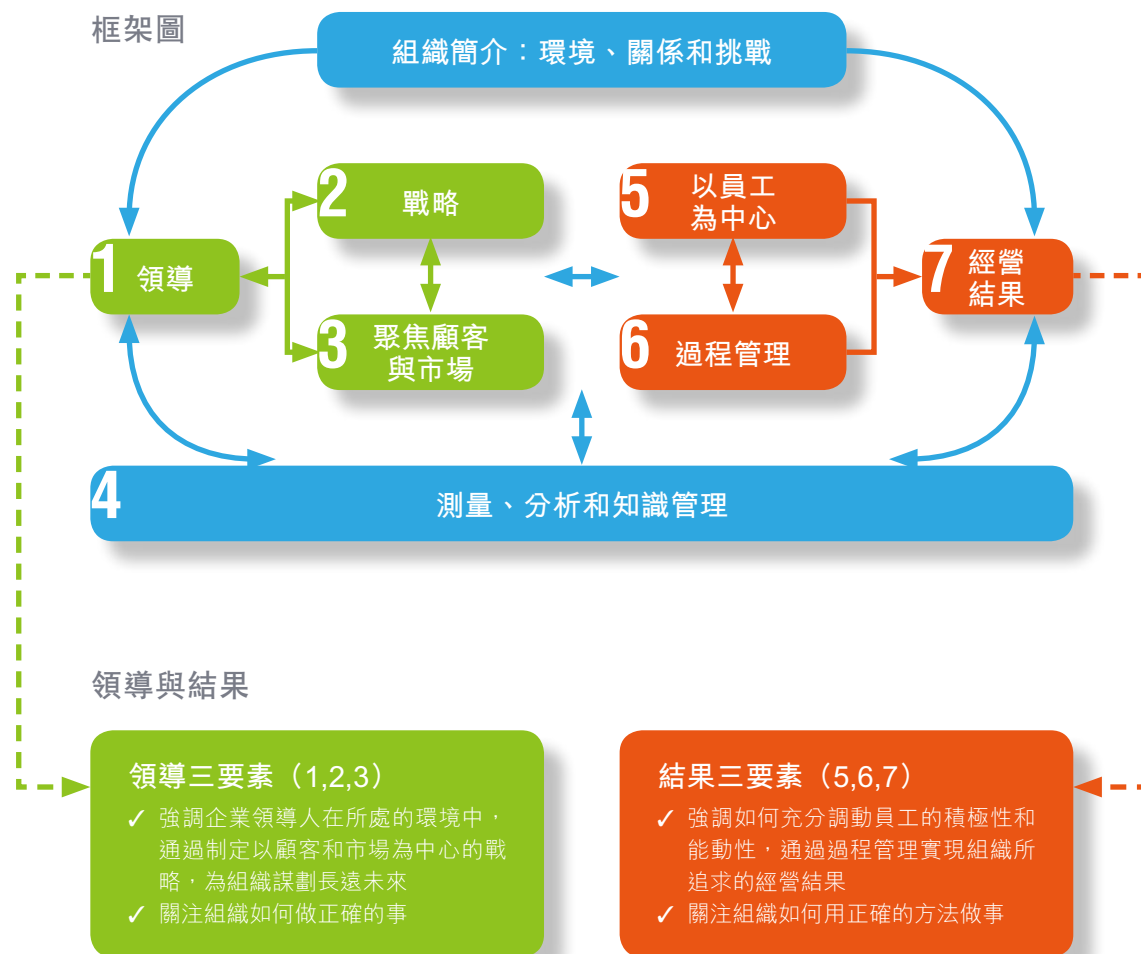 框架圖
組織簡介：環境、關係和挑戰
2
戰略
5
以員工
為中心
1
領導
7
經營
結果
3
聚焦顧客
與市場
6
過程管理
4
測量、分析和知識管理
領導與結果
領導三要素（1,2,3）
✓ 強調企業領導人在所處的環境中，
通過制定以顧客和市場為中心的戰
略，為組織謀劃長遠未來
✓ 關注組織如何做正確的事
結果三要素（5,6,7）
✓ 強調如何充分調動員工的積極性和
能動性，通過過程管理實現組織所
追求的經營結果
✓ 關注組織如何用正確的方法做事